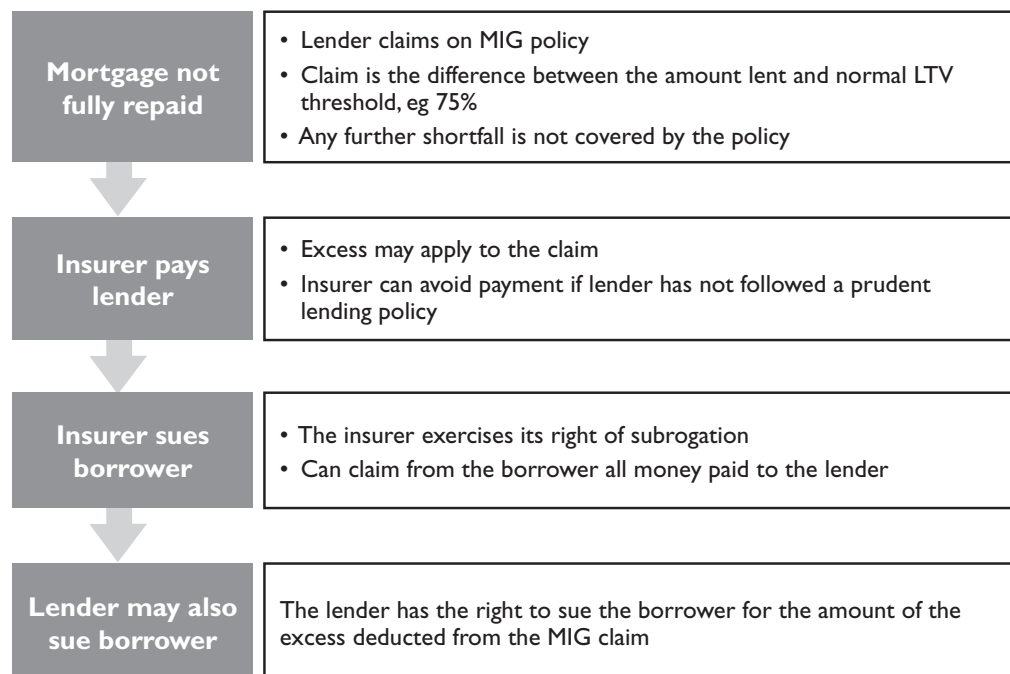 Mortgage not
fully repaid
• Lender claims on MIG policy
• Claim is the difference between the amount lent and normal LTV
threshold, eg 75%
• Any further shortfall is not covered by the policy
Insurer pays
lender
• Excess may apply to the claim
• Insurer can avoid payment if lender has not followed a prudent
lending policy
Insurer sues
borrower
• The insurer exercises its right of subrogation
• Can claim from the borrower all money paid to the lender
Lender may also
sue borrower
The lender has the right to sue the borrower for the amount of the
excess deducted from the MIG claim